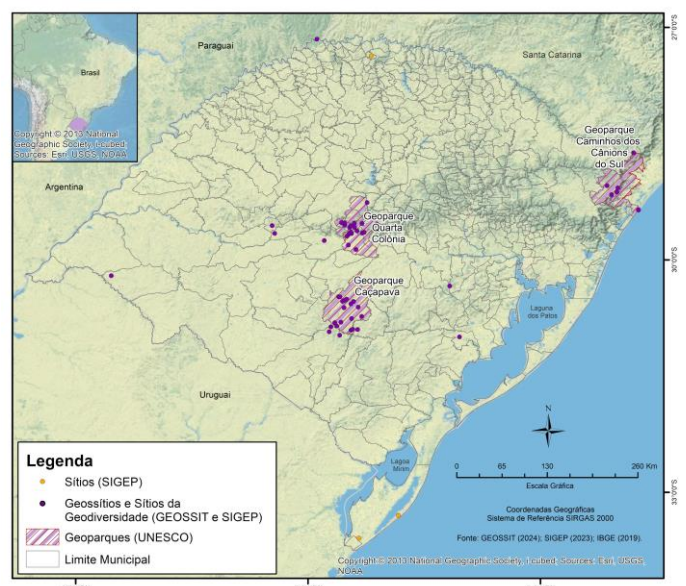 Paraguai
Santa Catarina
27°0'S
Brasil
Copyright:© 2013 National
Geographic Society, i-cubed;
Sources: Esri, USGS, NOAA
Argentina
Geoparque
Caminhos dos
Cânions
do Sul
Geoparque
Quarta
Colônia
30°0'S
Geoparque
Caçapava
Laguna
dos Patos
Uruguai
N
Lagoa
Mirim
0 65 130 260 Km
Escala Gráfica
33°0'S
Coordenadas Geográficas
Sistema de Referência SIRGAS 2000
Fonte: GEOSSIT (2024); SIGEP (2023); IBGE (2019).
Legenda
Sítios (SIGEP)
Geossítios e Sítios da
Geodiversidade (GEOSSIT e SIGEP)
Geoparques (UNESCO)
Limite Municipal
Copyright:© 2013 National Geographic Society, i-cubed, Sources: Esri, USGS,
NOAA